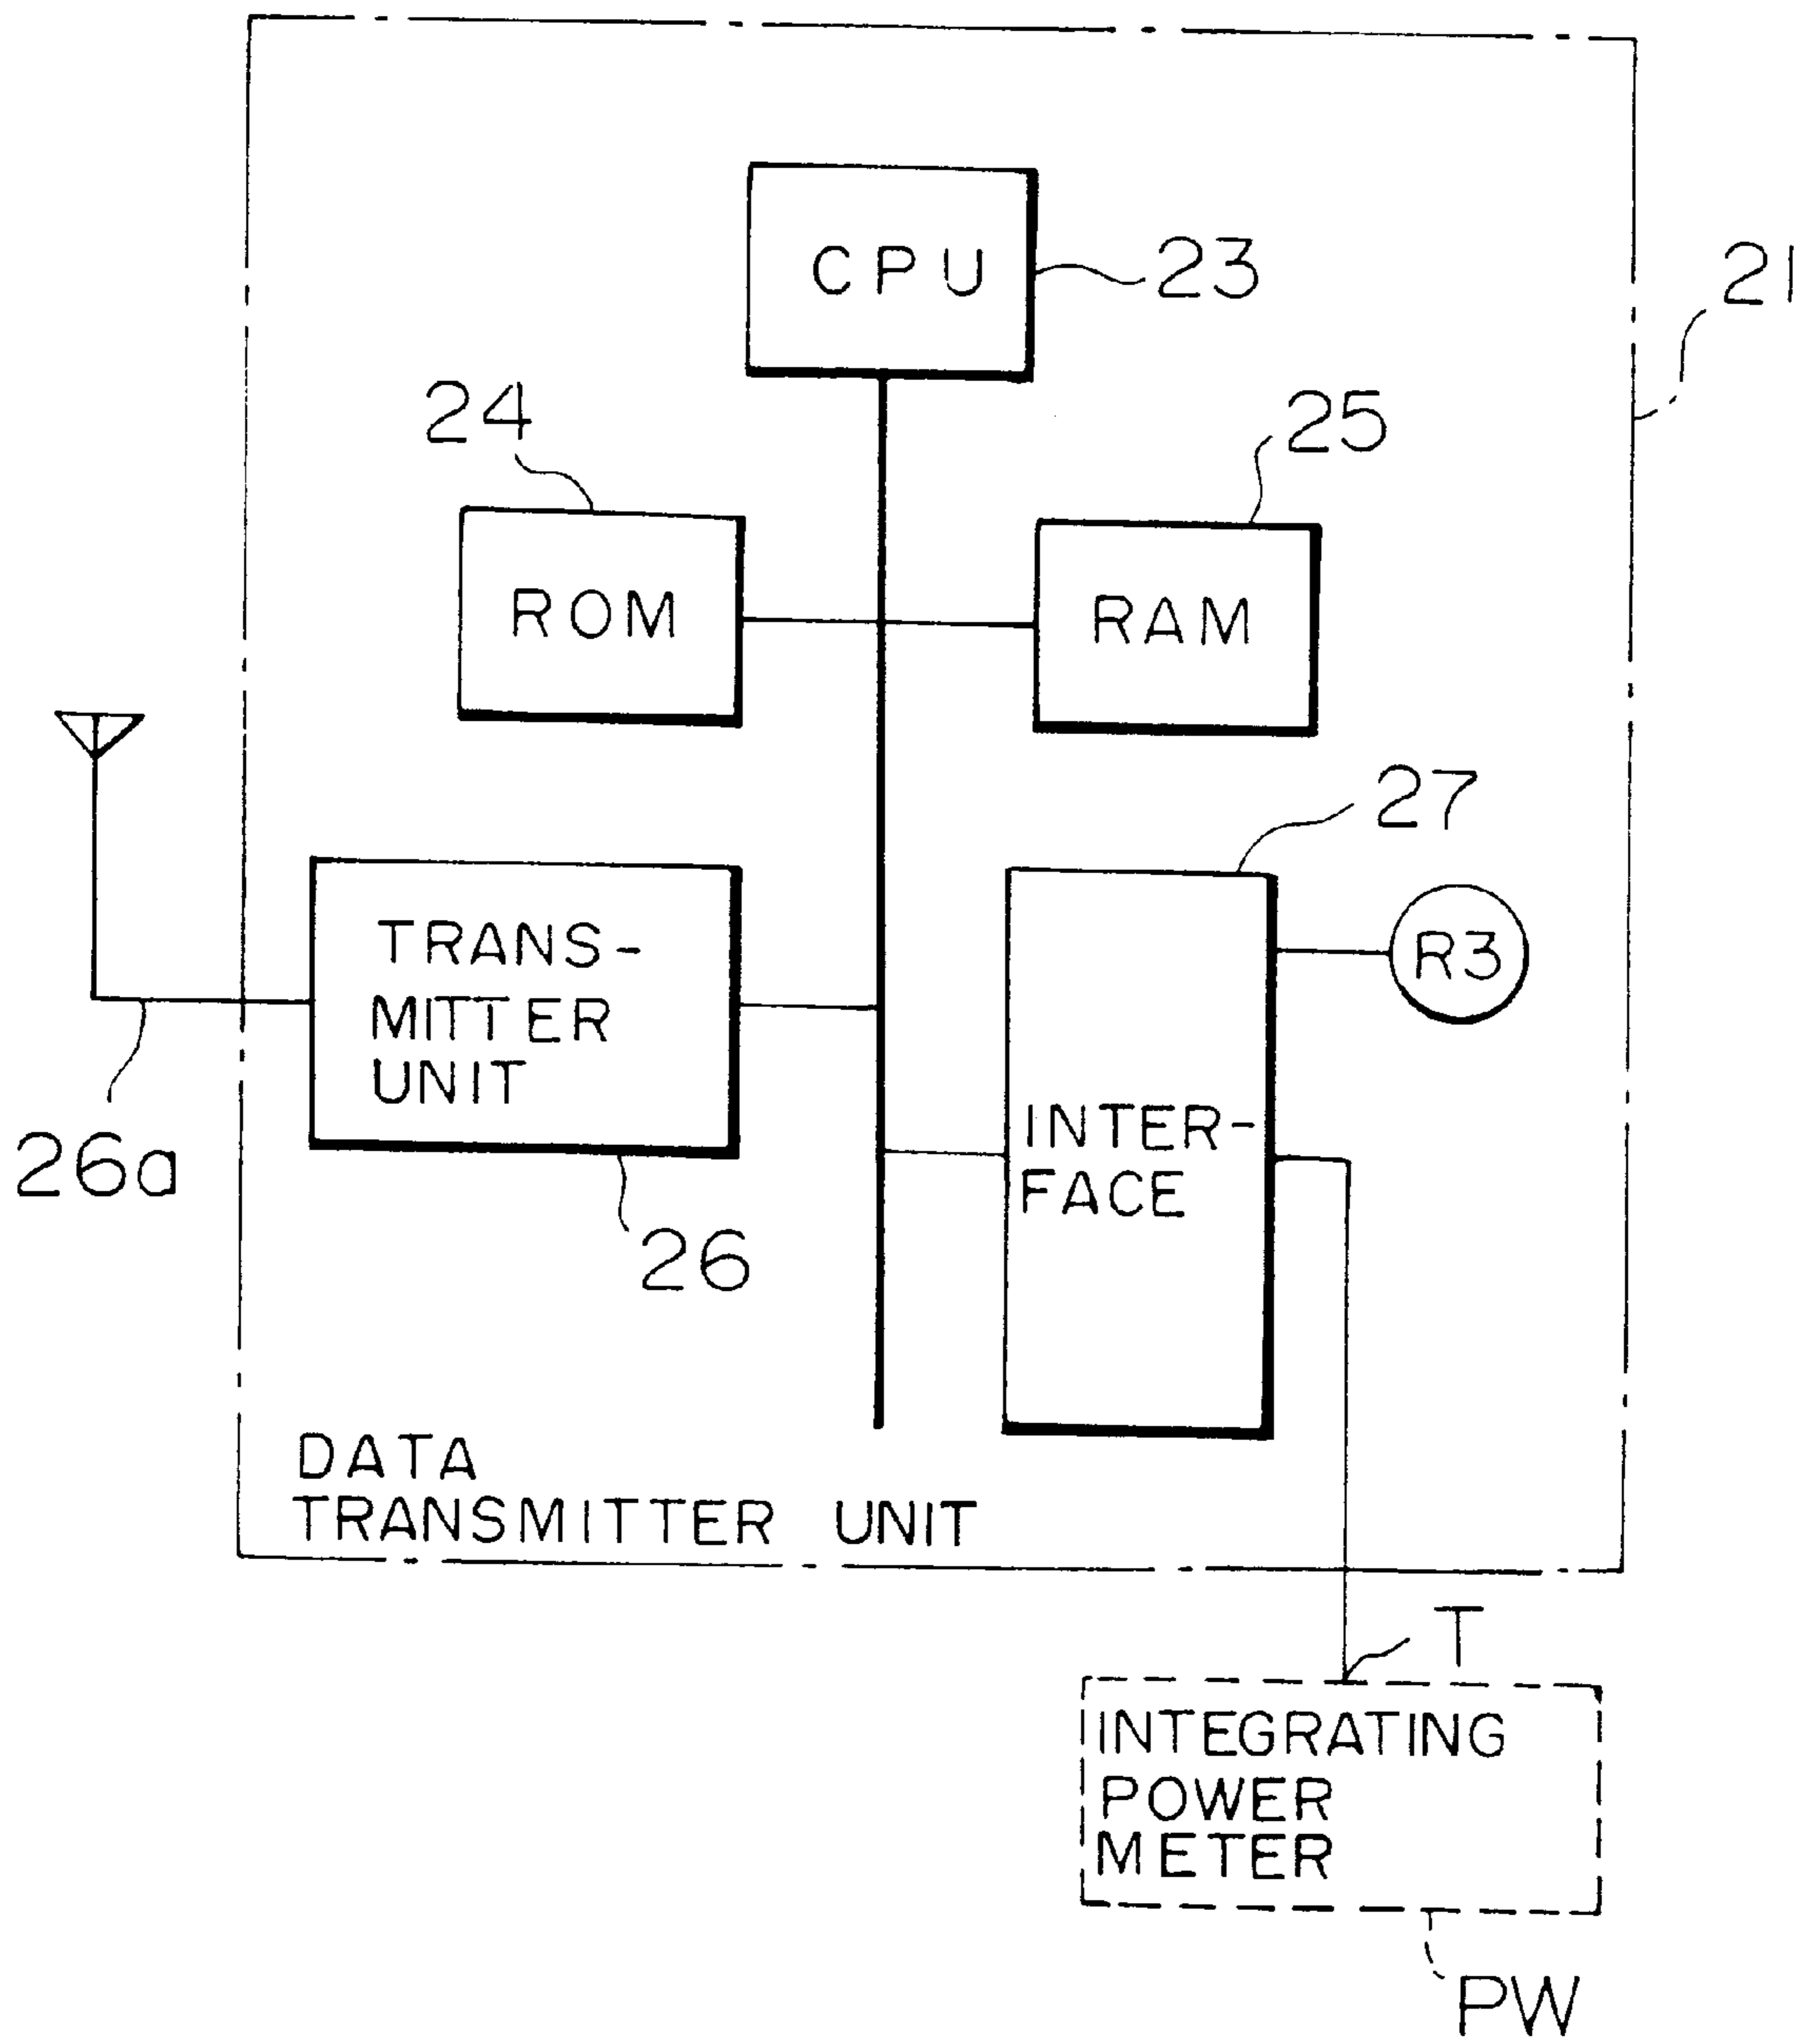 CPU
23
21
24
25
ROM
RAM
27
TRANS-
MITTER
UNIT
R3
INTER-
FACE
26a
26
DATA
TRANSMITTER UNIT
T
INTEGRATING
POWER
METER
PW